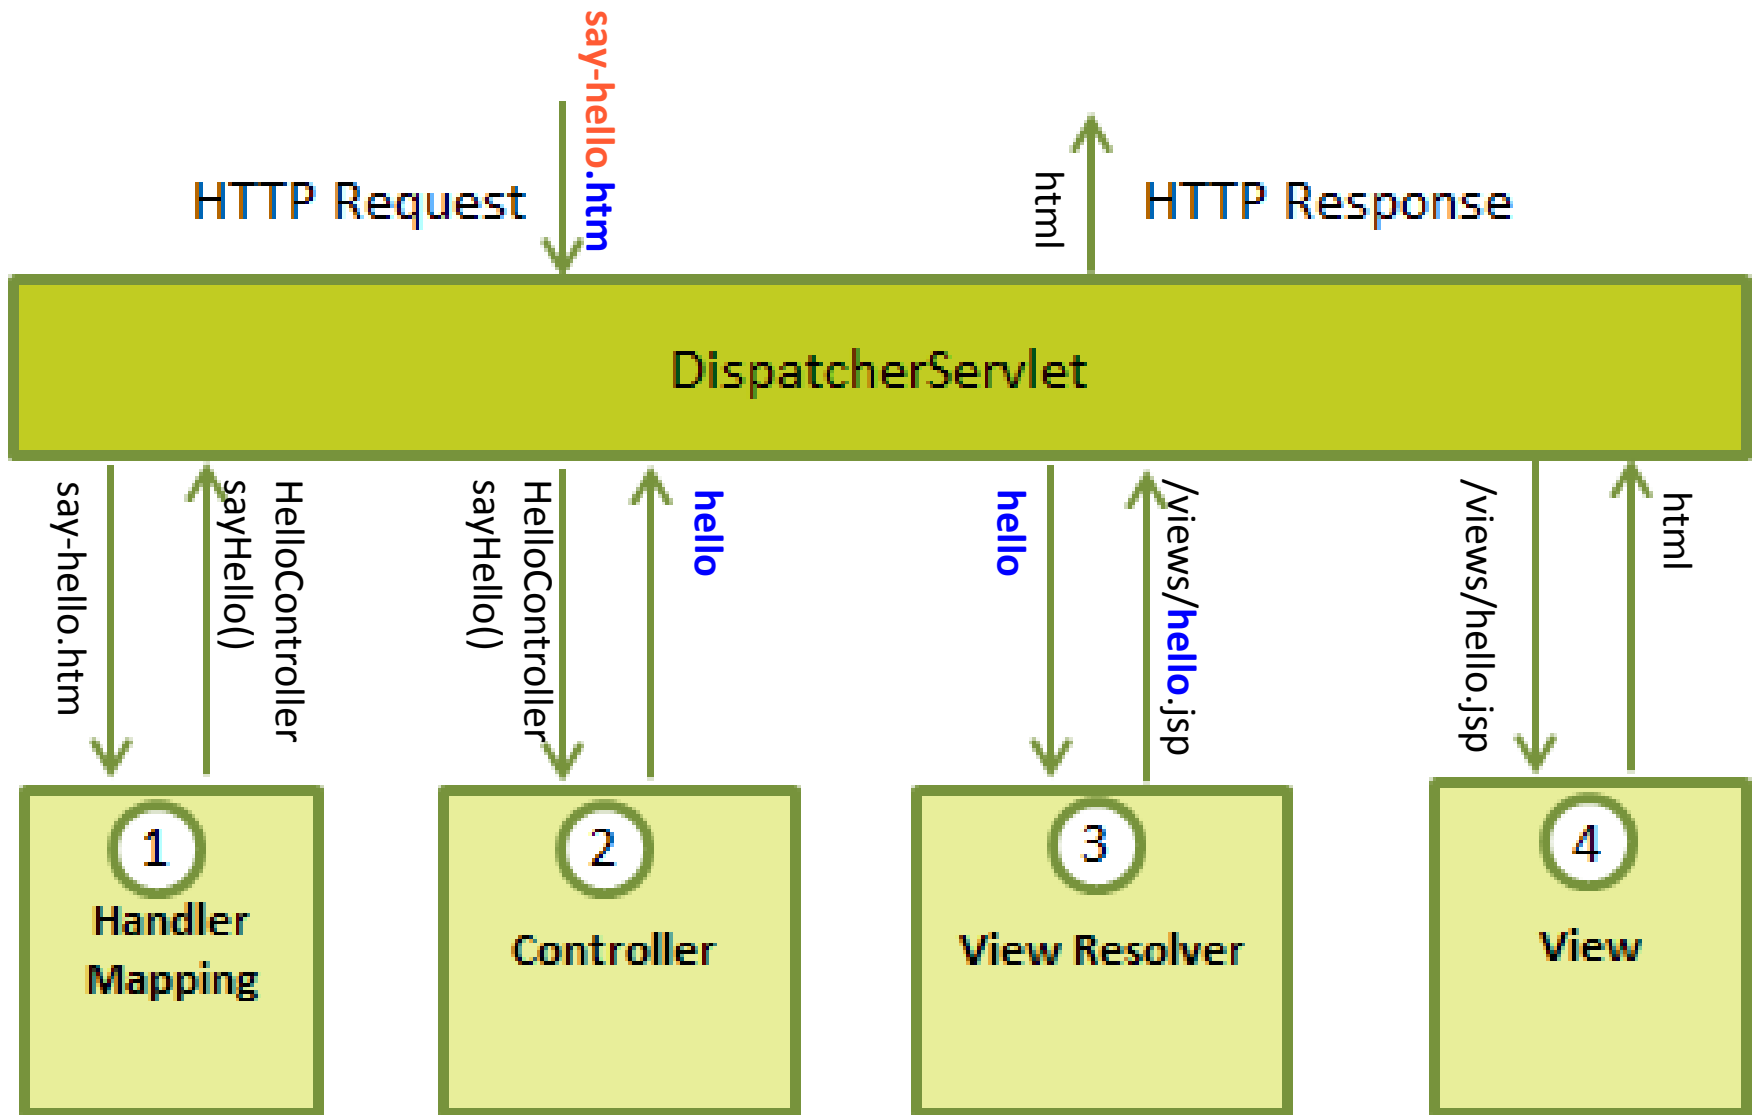 say-hello.htm
HTTP Request
html
HTTP Response
DispatcherServlet
say-hello.htm
HelloController
sayHello()
HelloController
sayHello()
hello
hello
/views/hello.jsp
/views/hello.jsp
html
1
Handler
Mapping
2
Controller
3
View Resolver
4
View